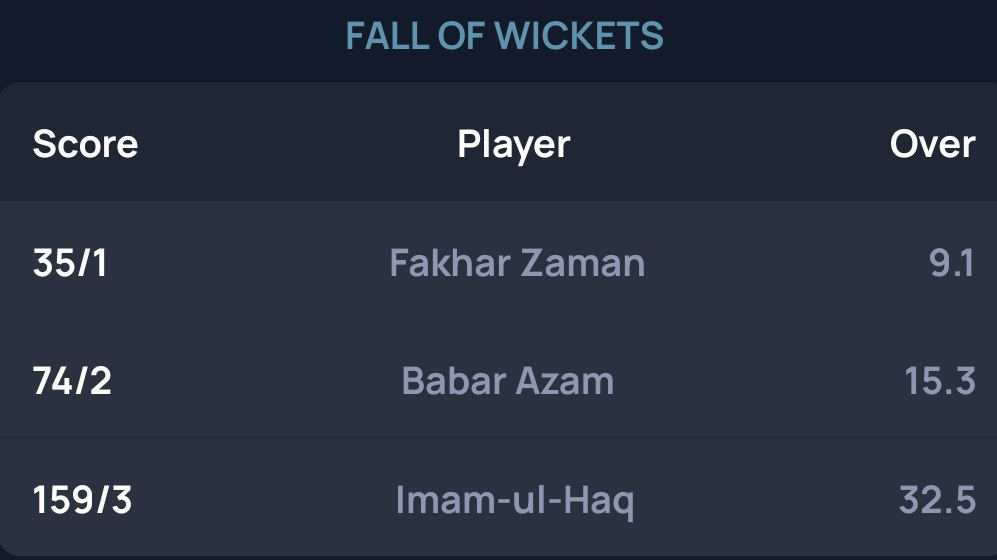 FALL OF WICKETS
Score Player Over
35/1 Fakhar Zaman 9.1
74/2 Babar Azam 15.3
159/3 Imam-ul-Haq 32.5